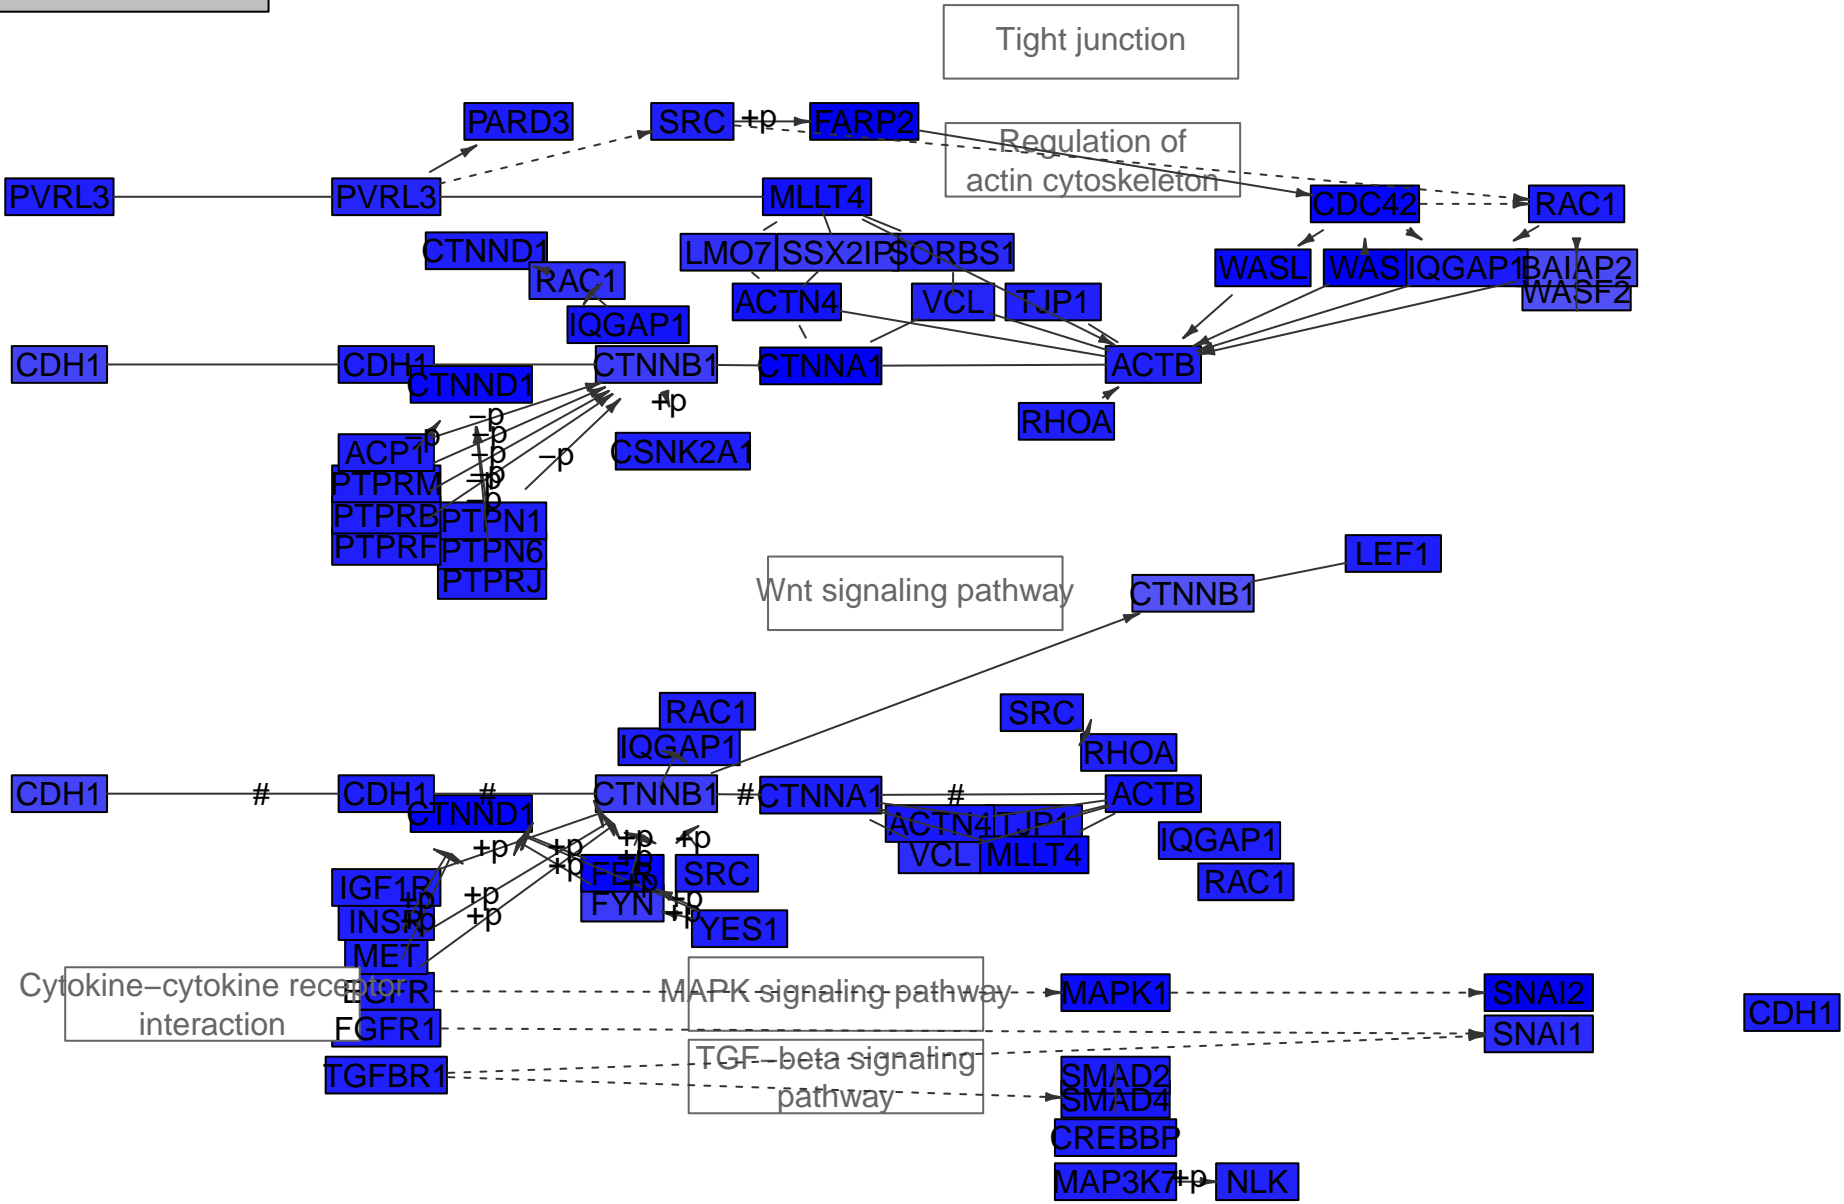 Tight junction
PARD3
SRC
+p
FARP2
Regulation of
actin cytoskeleton
PVRL3
PVRL3
MLLT4
CDC42
RAC1
CTNND1
RAC1
IQGAP1
LMO7
SSX2IP
SORBS1
ACTN4
VCL
TJP1
WASL
WAS
IQGAP1
BAIAP2
WASF2
CDH1
CDH1
CTNND1
CTNNB1
CTNNA1
ACTB
+p
RHOA
CSNK2A1
−p
−p
−p
−p
−p
−p
−p
−p
ACP1
PTPRM
PTPRB
PTPRF
PTPN1
PTPN6
PTPRJ
LEF1
Wnt signaling pathway
CTNNB1
RAC1
IQGAP1
SRC
RHOA
CDH1
#
CDH1
#
CTNND1
CTNNB1
#
CTNNA1
#
ACTB
ACTN4
TJP1
VCL
MLLT4
IQGAP1
RAC1
+p
+p
+p
+p
+p
+p
FER
SRC
+p
FYN
+p
+p
YES1
IGF1R
+p
+p
INSR
+p
+p
MET
Cytokine−cytokine receptor
interaction
EGFR
MAPK signaling pathway
MAPK1
SNAI2
CDH1
FGFR1
SNAI1
TGFBR1
TGF−beta signaling
pathway
SMAD2
SMAD4
CREBBP
MAP3K7
+p
NLK